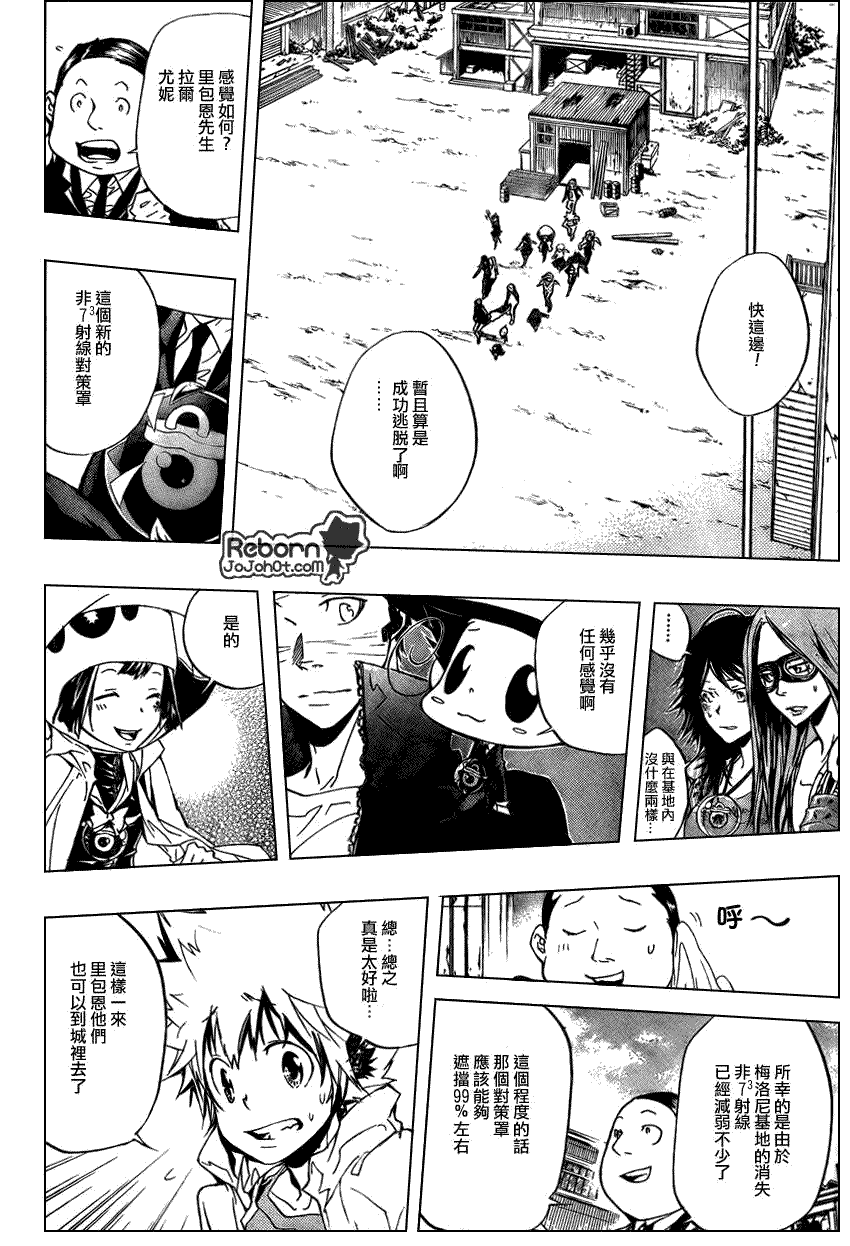 快這邊！
暫且算是
成功逃脫了啊
……
感覺如何？
里包恩先生
拉爾
尤妮
這個新的
非7³射線對策罩
Reborn
JoJoHOt.com
……
與在基地內
沒什麼兩樣…
幾乎沒有
任何感覺啊
是的
呼～
所幸的是由於
梅洛尼基地的消失
非7³射線
已經減弱不少了
這個程度的話
那個對策罩
應該能夠
遮擋99%左右
總…總之
真是太好啦…
這樣一來
里包恩他們
也可以到城裡去了